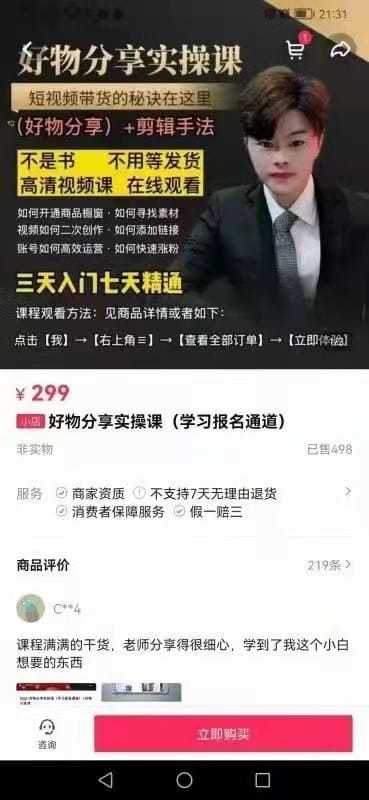 21:31
1
好物分享实操课
短视频带货的秘诀在这里
(好物分享)+剪辑手法
不是书 不用等发货
高清视频课 在线观看
如何开通商品橱窗·如何寻找素材
视频如何二次创作·如何添加链接
账号如何高效运营·如何快速涨粉
三天入门七天精通
课程观看方法：见商品详情或者如下：
点击【我】→【右上角☰】→【查看全部订单】→【立即体验】
¥299
小店 好物分享实操课（学习报名通道）
非实物 已售498
服务 商家资质 不支持7天无理由退货
消费者保障服务 假一赔三
商品评价 219条
C**4
课程满满的干货，老师分享得很细心，学到了我这个小白
想要的东西
咨询 立即购买